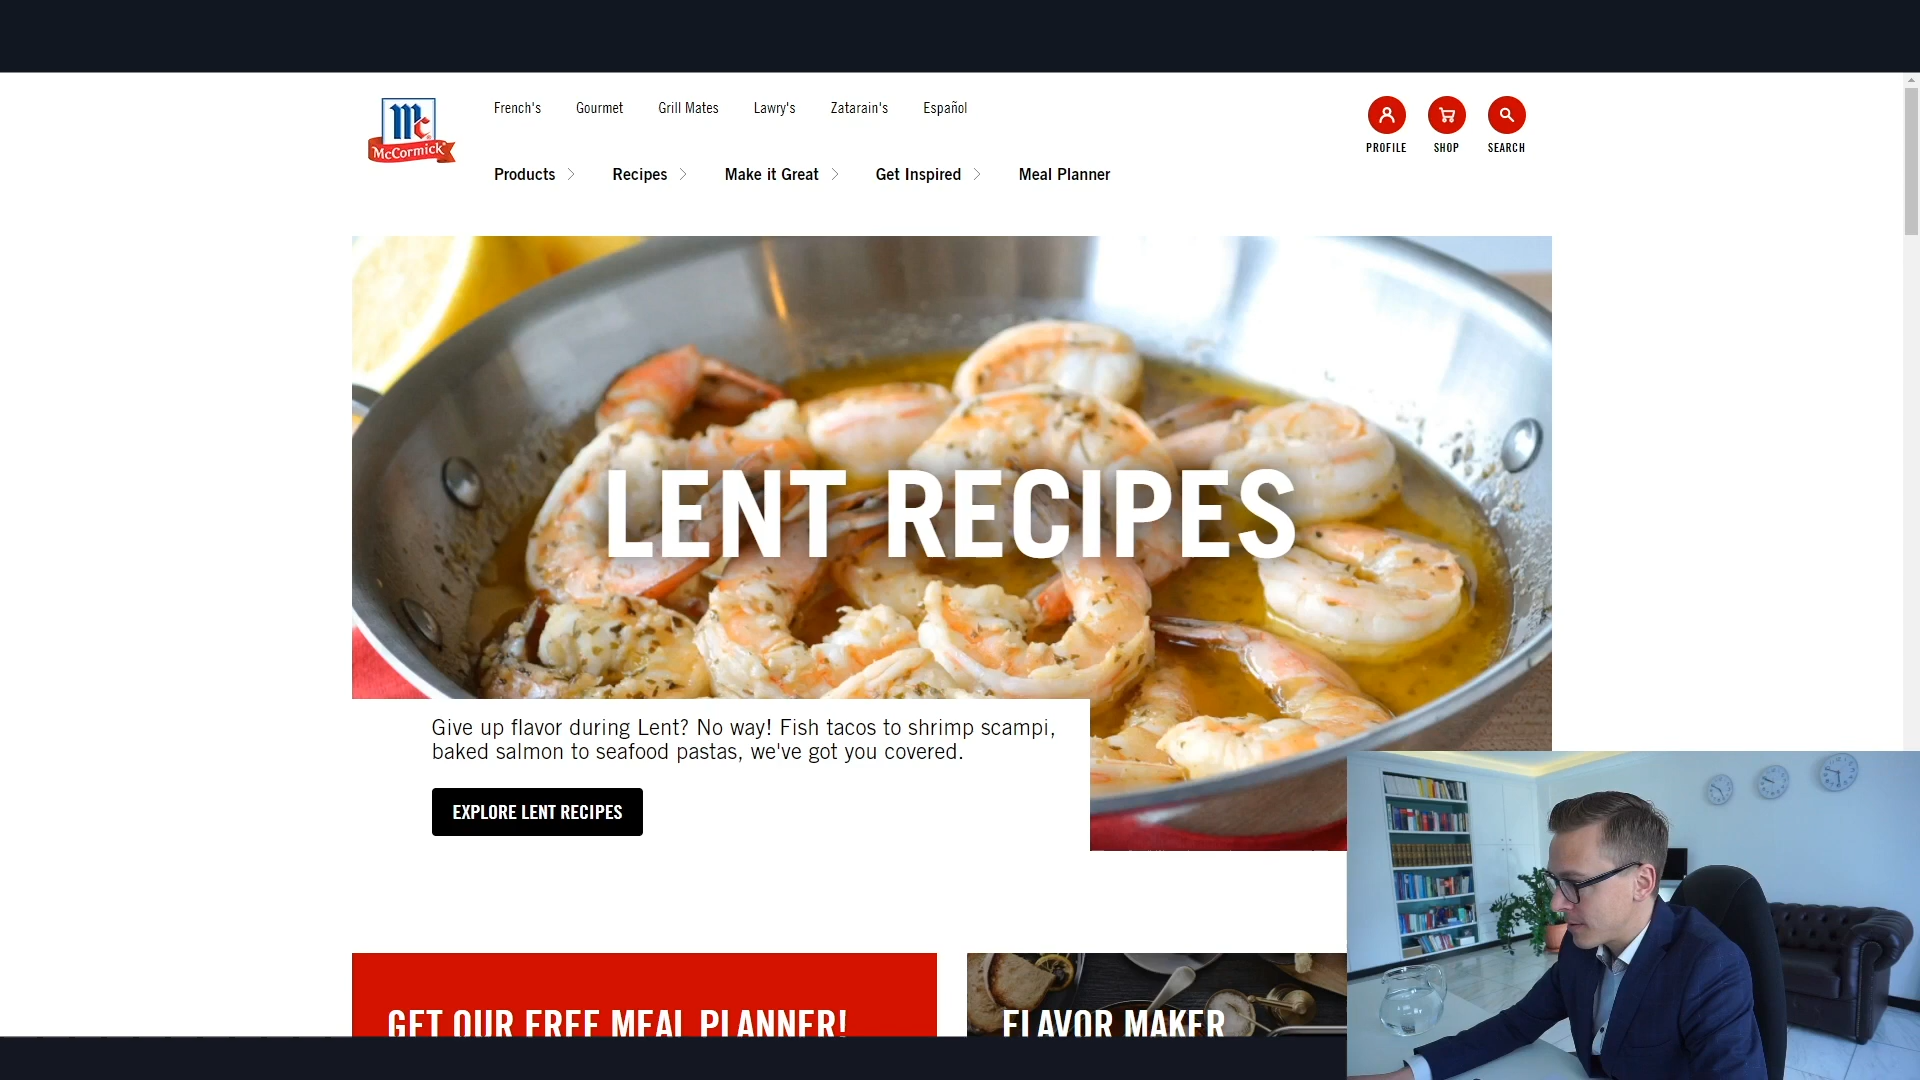 Mc
McCormick
French's
Gourmet
Grill Mates
Lawry's
Zatarain's
Español
PROFILE
SHOP
SEARCH
Products
Recipes
Make it Great
Get Inspired
Meal Planner
LENT RECIPES
Give up flavor during Lent? No way! Fish tacos to shrimp scampi,
baked salmon to seafood pastas, we've got you covered.
EXPLORE LENT RECIPES
GET OUR FREE MEAL PLANNER!
FLAVOR MAKER